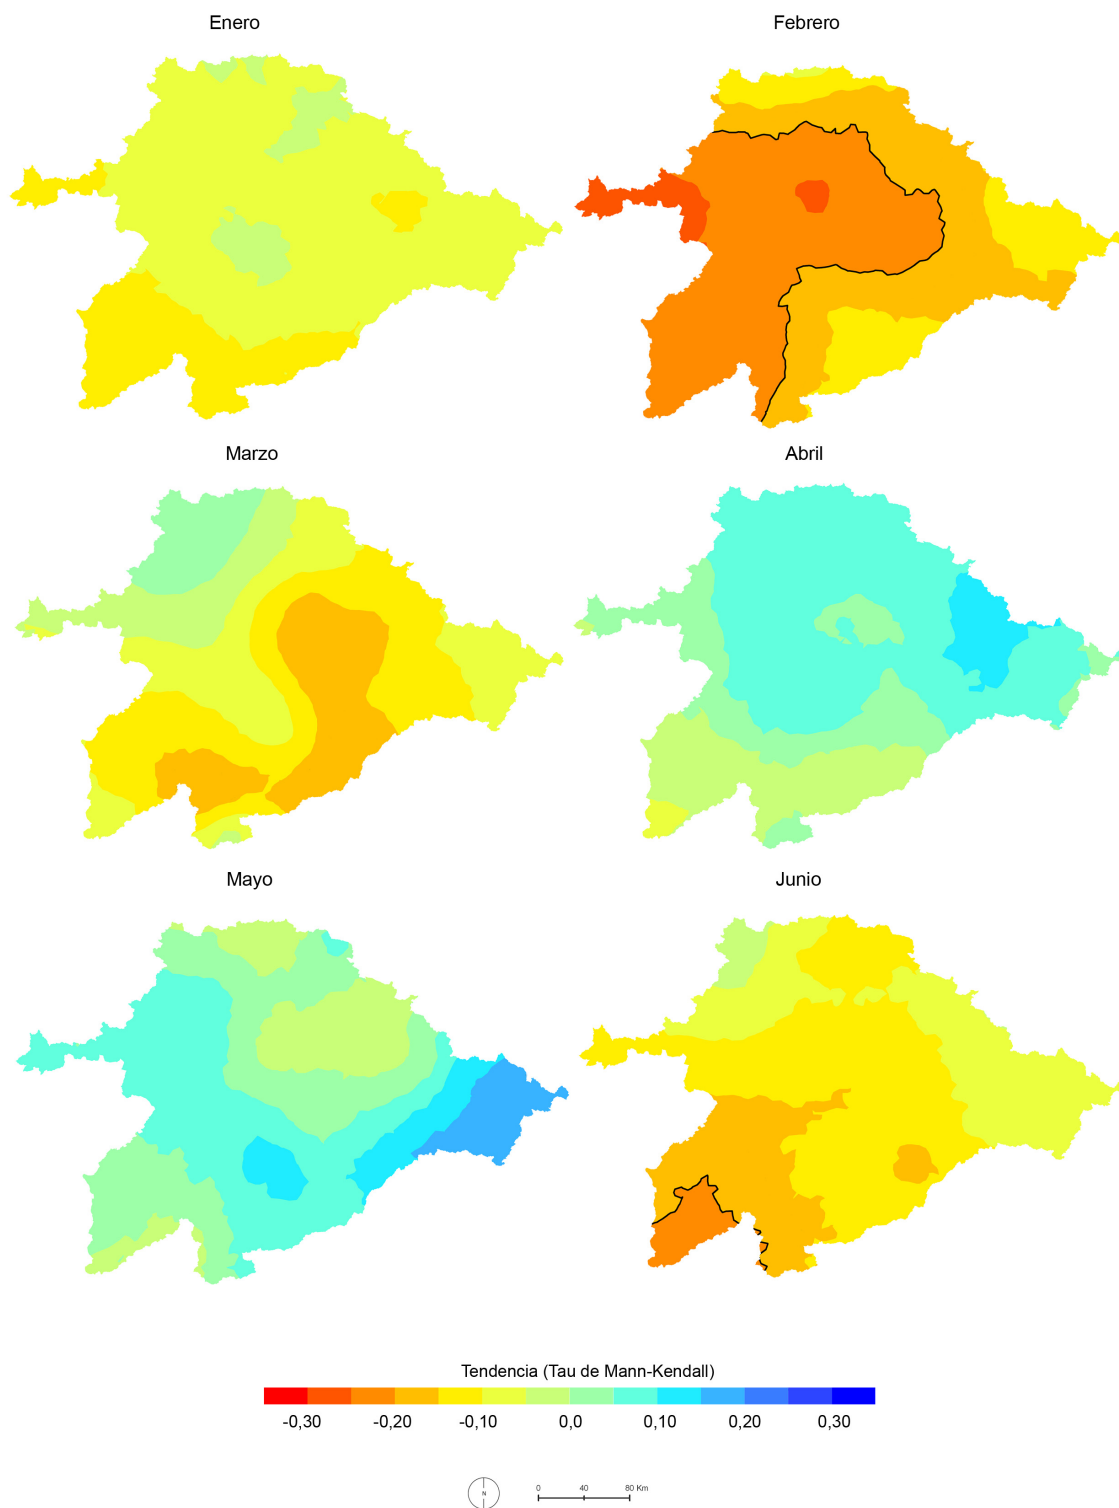 Enero
Febrero
Marzo
Abril
Mayo
Junio
Tendencia (Tau de Mann-Kendall)
-0,30 -0,20 -0,10 0,0 0,10 0,20 0,30
N
0 40 80 Km